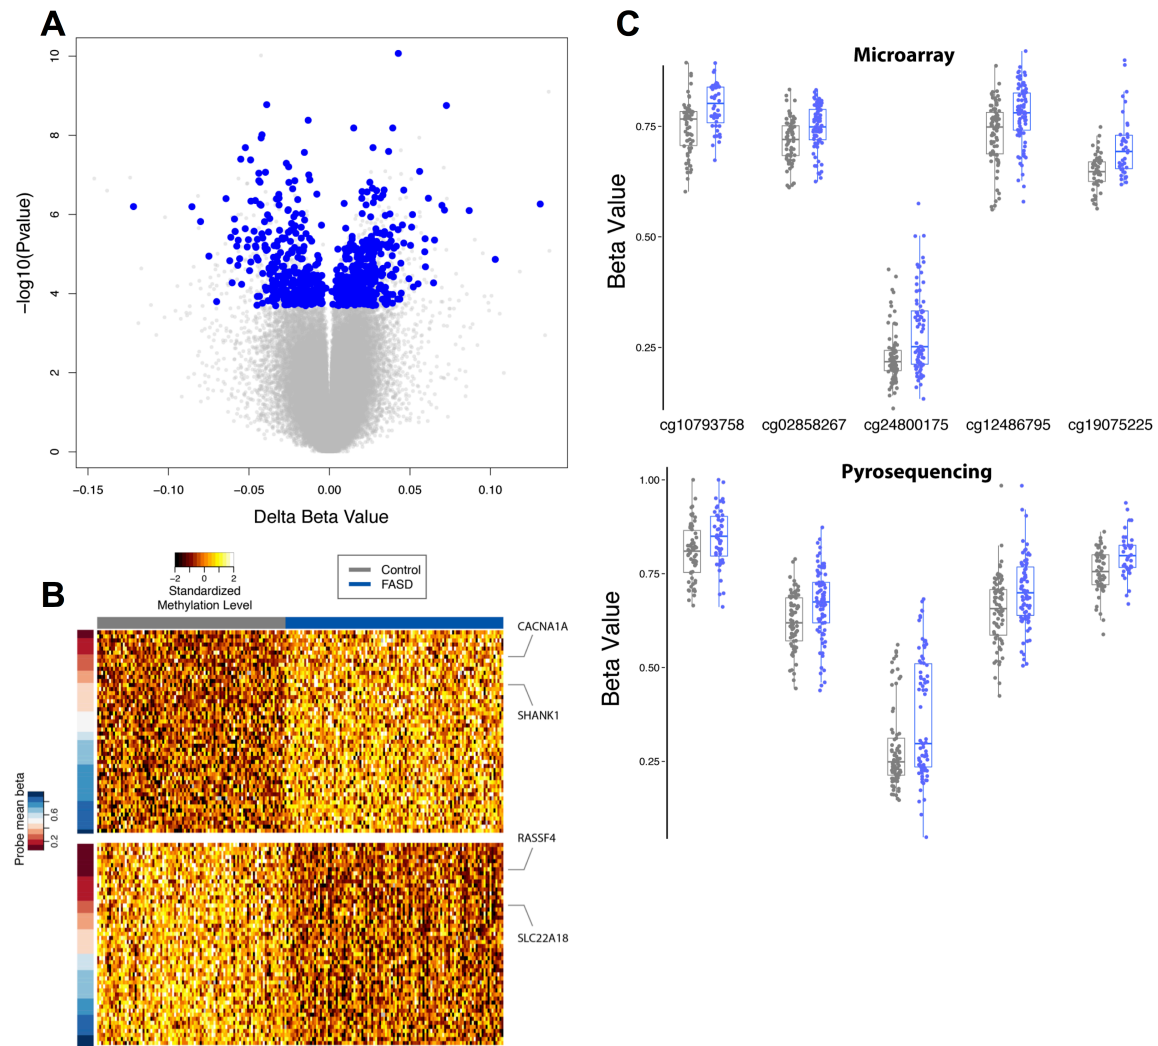 A
10
8
6
4
2
0
−log10(Pvalue)
−0.15 −0.10 −0.05 0.00 0.05 0.10
Delta Beta Value
B
−2 0 2
Standardized
Methylation Level
Control
FASD
CACNA1A
SHANK1
RASSF4
SLC22A18
Probe mean beta
0.6
0.2
C
Microarray
Beta Value
0.75
0.50
0.25
cg10793758 cg02858267 cg24800175 cg12486795 cg19075225
Pyrosequencing
Beta Value
1.00
0.75
0.50
0.25